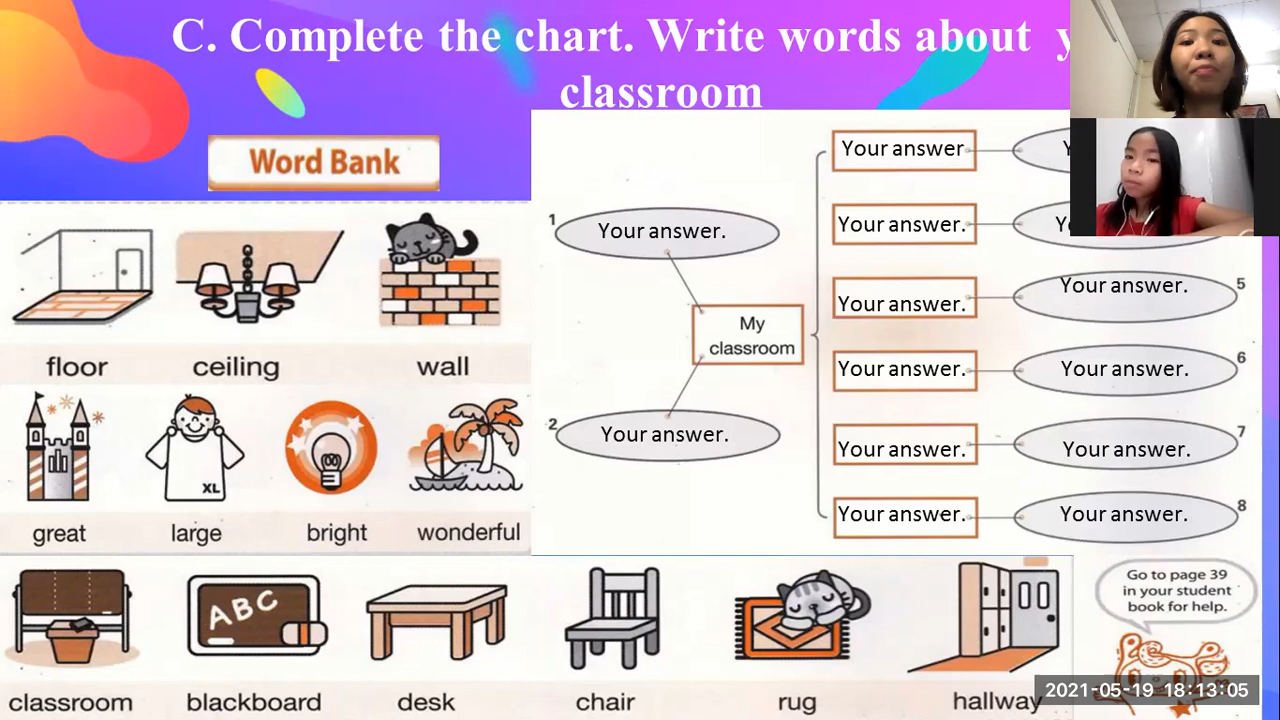 C. Complete the chart. Write words about y
classroom
Word Bank
floor
ceiling
wall
great
large
XL
bright
wonderful
classroom
ABC
blackboard
desk
chair
rug
hallway
1
Your answer.
2
Your answer.
My
classroom
Your answer
Your answer.
Your answer.
Your answer. 5
Your answer.
Your answer. 6
Your answer.
Your answer. 7
Your answer.
Your answer. 8
Go to page 39
in your student
book for help.
2021-05-19 18:13:05